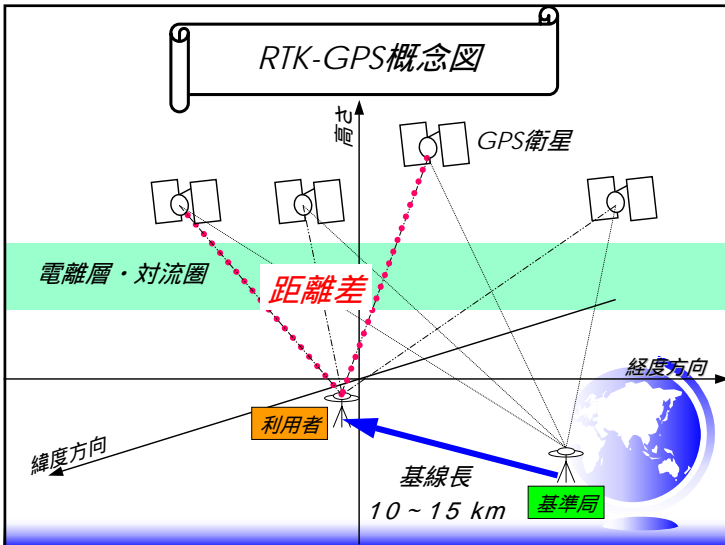 RTK-GPS概念図
高さ
GPS衛星
電離層・対流圏
距離差
経度方向
利用者
緯度方向
基線長
10~15 km
基準局